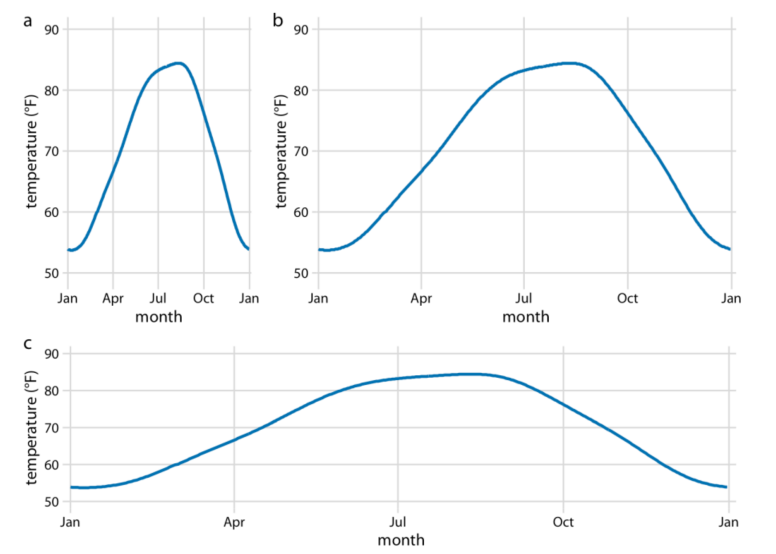 a
90
80
70
60
50
temperature (°F)
Jan Apr Jul Oct Jan
month
b
90
80
70
60
50
temperature (°F)
Jan Apr Jul Oct Jan
month
c
90
80
70
60
50
temperature (°F)
Jan Apr Jul Oct Jan
month